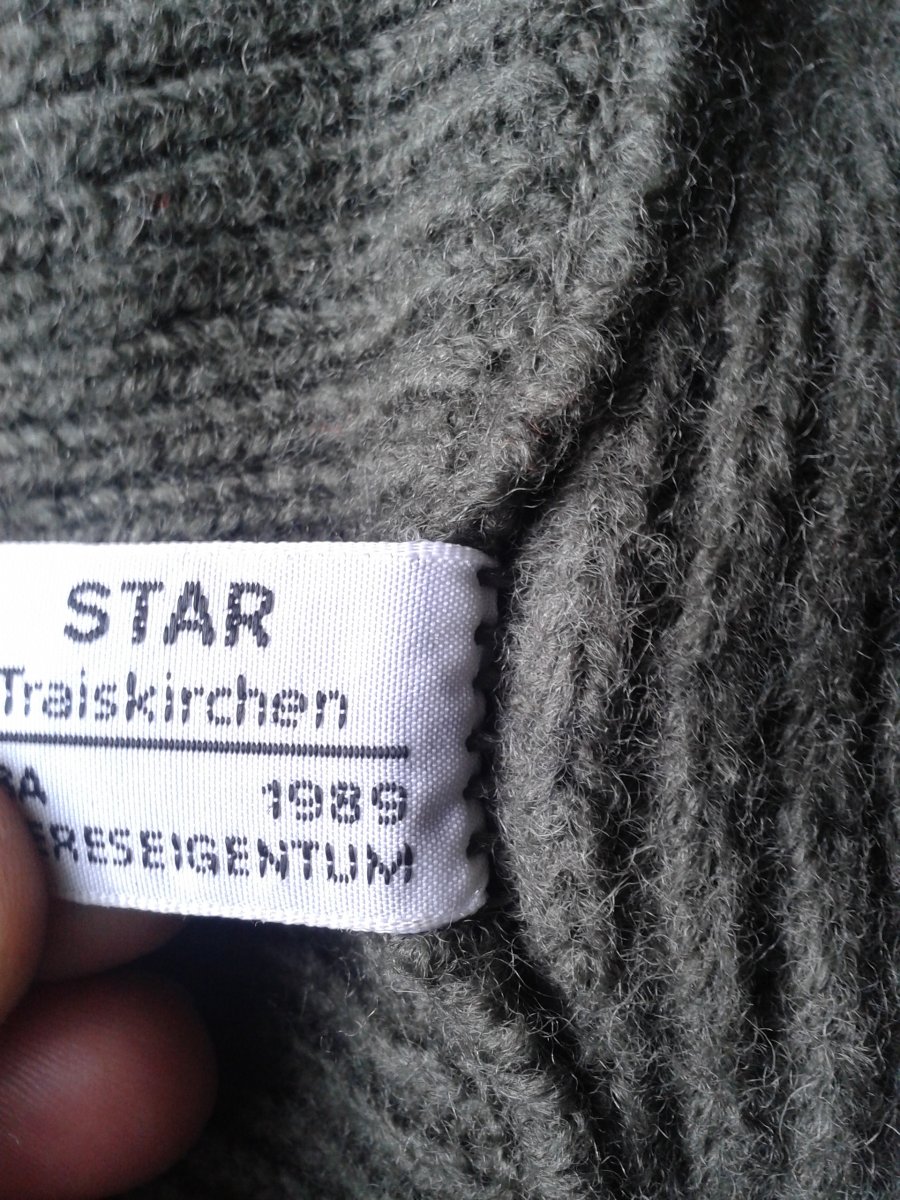 STAR
Traiskirchen
A 1989
ERESEIGENTUM